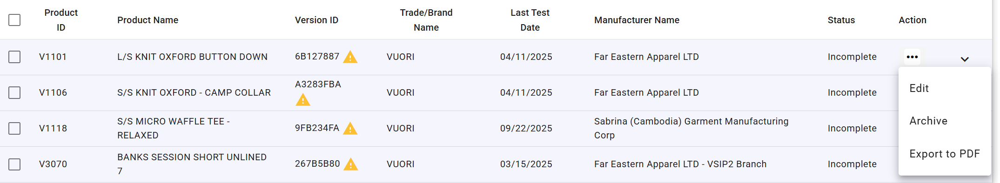 Product ID
Product Name
Version ID
Trade/Brand Name
Last Test Date
Manufacturer Name
Status
Action
V1101
L/S KNIT OXFORD BUTTON DOWN
6B127887
VUORI
04/11/2025
Far Eastern Apparel LTD
Incomplete
V1106
S/S KNIT OXFORD - CAMP COLLAR
A3283FBA
VUORI
04/11/2025
Far Eastern Apparel LTD
Incomplete
V1118
S/S MICRO WAFFLE TEE -
RELAXED
9FB234FA
VUORI
09/22/2025
Sabrina (Cambodia) Garment Manufacturing
Corp
Incomplete
V3070
BANKS SESSION SHORT UNLINED
7
267B5B80
VUORI
03/15/2025
Far Eastern Apparel LTD - VSIP2 Branch
Incomplete
Edit
Archive
Export to PDF